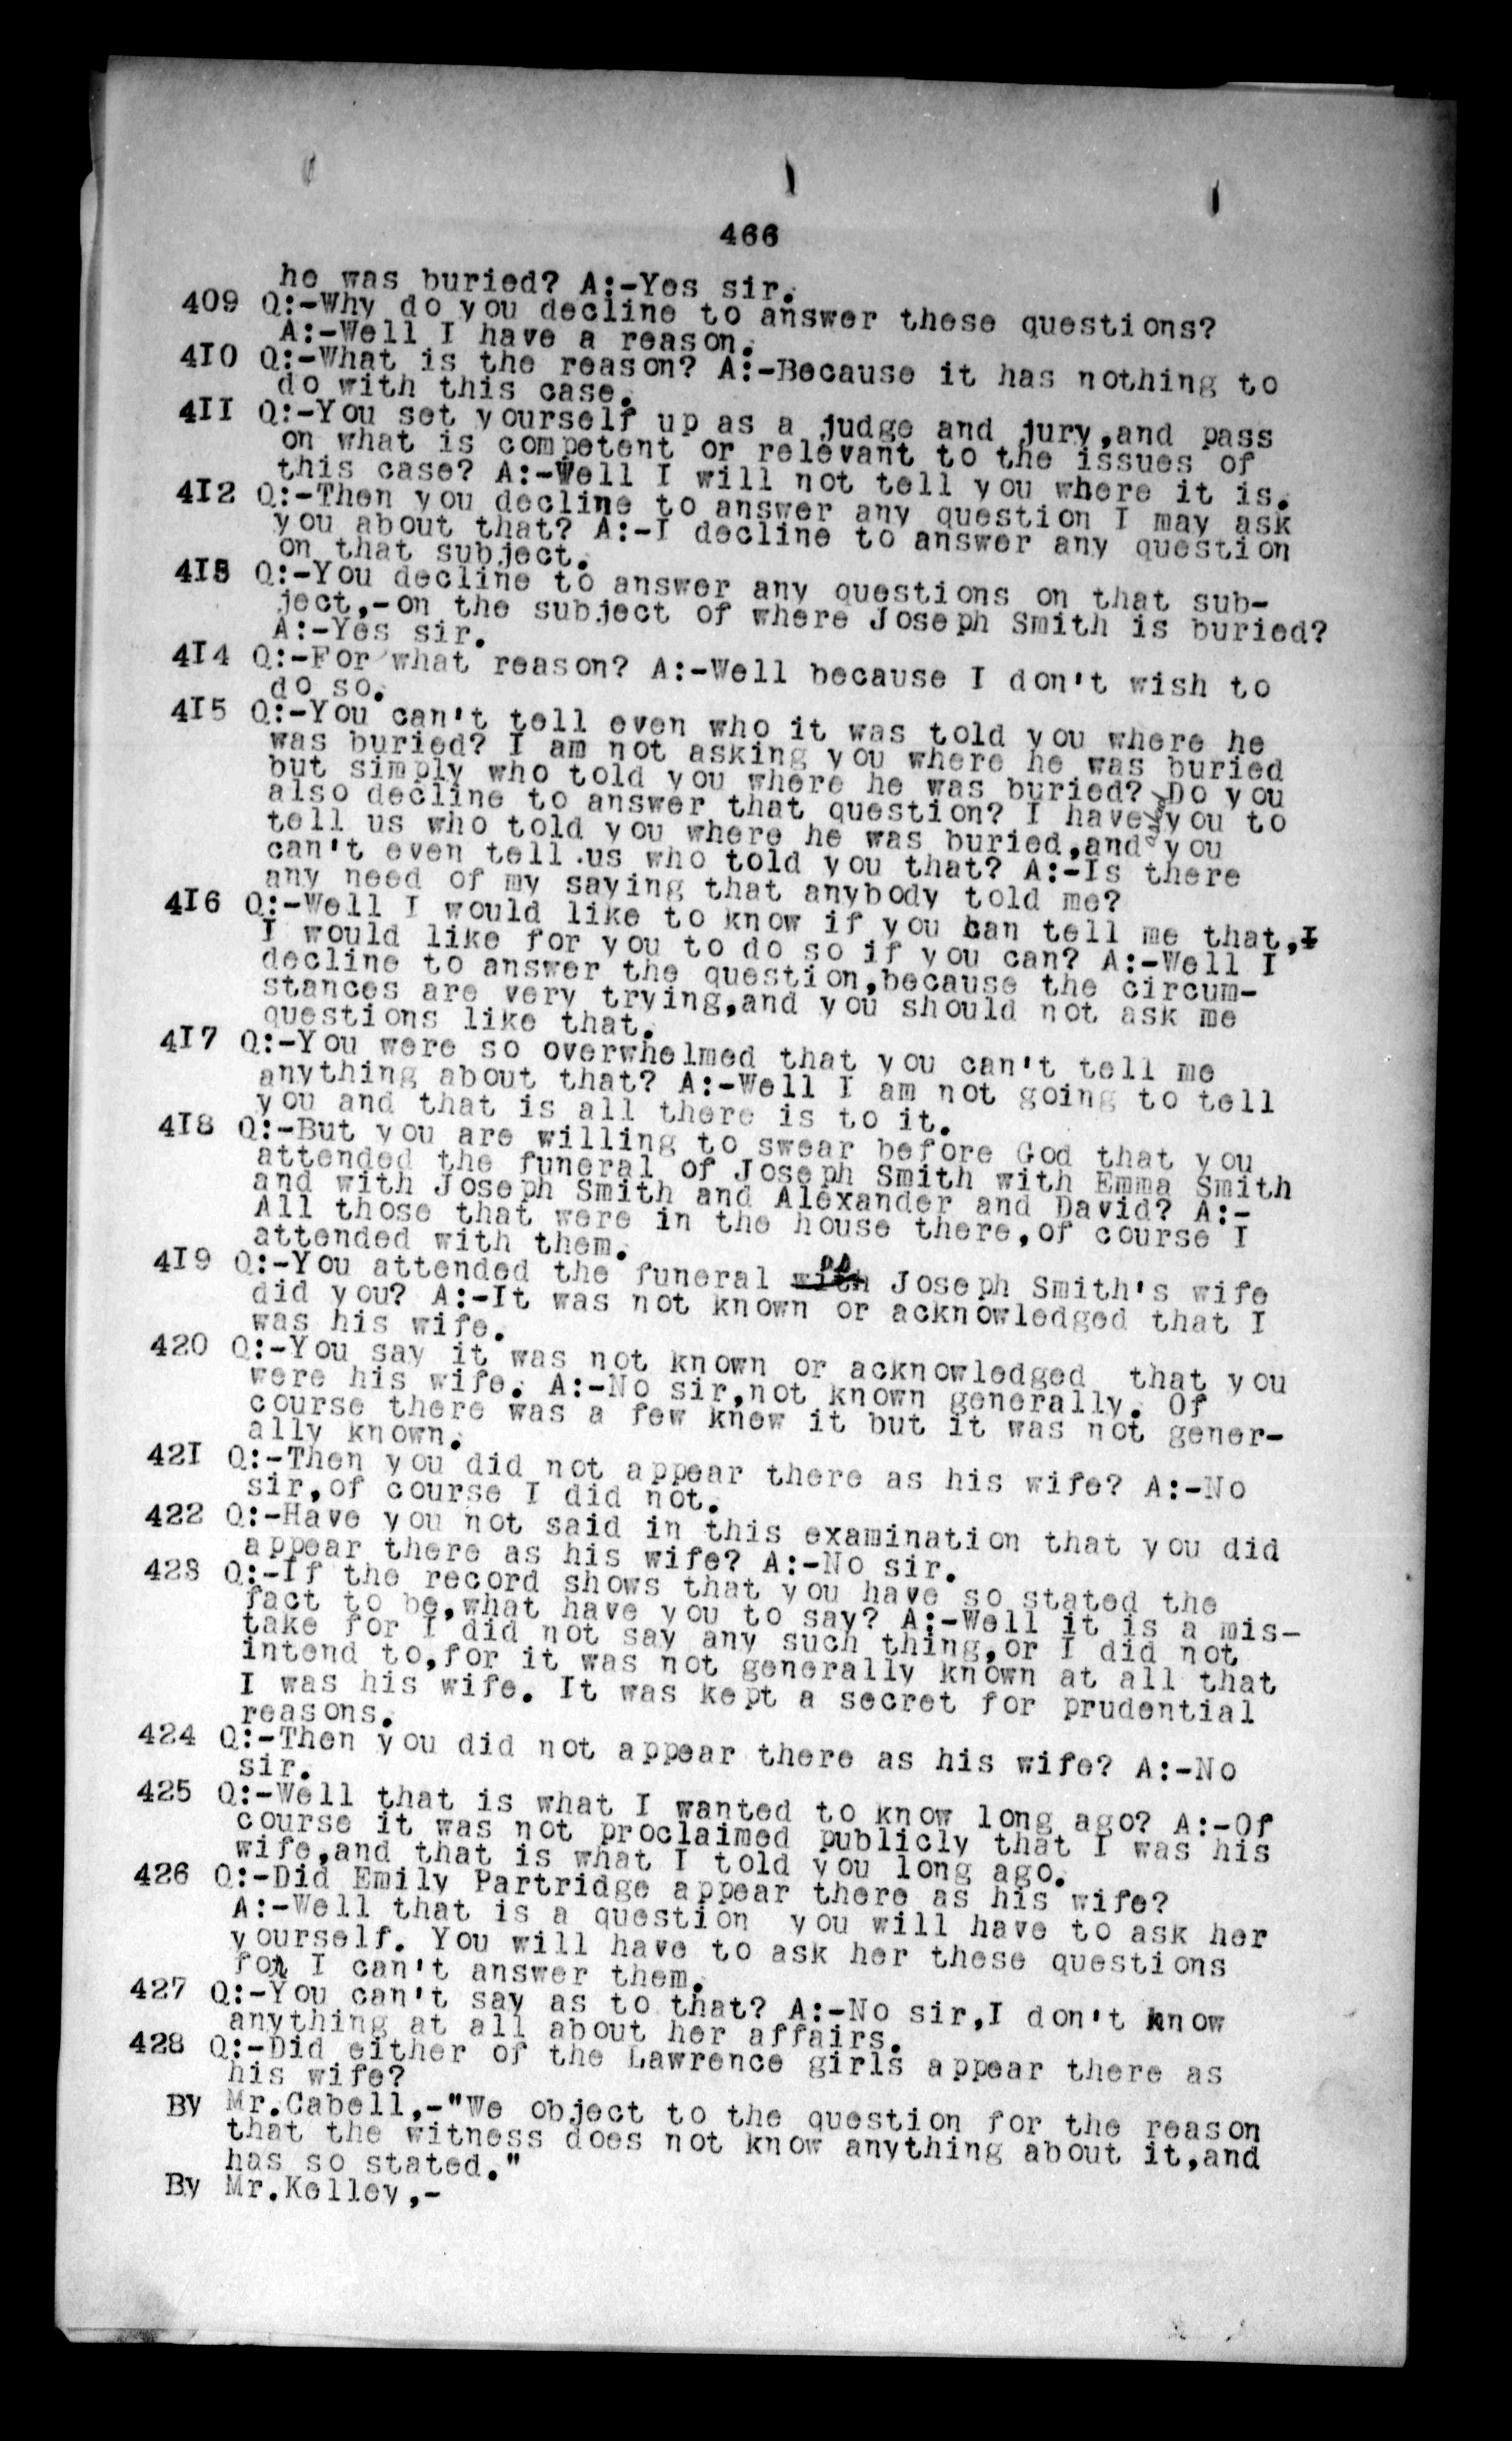 466
he was buried? A:-Yes sir.
409 Q:-Why do you decline to answer these questions?
A:-Well I have a reason.
410 Q:-What is the reason? A:-Because it has nothing to
do with this case.
411 Q:-You set yourself up as a judge and jury,and pass
on what is competent or relevant to the issues of
this case? A:-Well I will not tell you where it is.
412 Q:-Then you decline to answer any question I may ask
you about that? A:-I decline to answer any question
on that subject.
413 Q:-You decline to answer any questions on that sub-
ject,-on the subject of where Joseph Smith is buried?
A:-Yes sir.
414 Q:-For what reason? A:-Well because I don't wish to
do so.
415 Q:-You can't tell even who it was told you where he
was buried? I am not asking you where he was buried
but simply who told you where he was buried? Do you
also decline to answer that question? I have asked you to
tell us who told you where he was buried,and you
can't even tell us who told you that? A:-Is there
any need of my saying that anybody told me?
416 Q:-Well I would like to know if you can tell me that,I
I would like for you to do so if you can? A:-Well I
decline to answer the question,because the circum-
stances are very trying,and you should not ask me
questions like that.
417 Q:-You were so overwhelmed that you can't tell me
anything about that? A:-Well I am not going to tell
you and that is all there is to it.
418 Q:-But you are willing to swear before God that you
attended the funeral of Joseph Smith with Emma Smith
and with Joseph Smith and Alexander and David? A:-
All those that were in the house there,of course I
attended with them.
419 Q:-You attended the funeral with as Joseph Smith's wife
did you? A:-It was not known or acknowledged that I
was his wife.
420 Q:-You say it was not known or acknowledged that you
were his wife. A:-No sir,not known generally. Of
course there was a few knew it but it was not gener-
ally known.
421 Q:-Then you did not appear there as his wife? A:-No
sir,of course I did not.
422 Q:-Have you not said in this examination that you did
appear there as his wife? A:-No sir.
423 Q:-If the record shows that you have so stated the
fact to be,what have you to say? A:-Well it is a mis-
take for I did not say any such thing,or I did not
intend to,for it was not generally known at all that
I was his wife. It was kept a secret for prudential
reasons.
424 Q:-Then you did not appear there as his wife? A:-No
sir.
425 Q:-Well that is what I wanted to know long ago? A:-Of
course it was not proclaimed publicly that I was his
wife,and that is what I told you long ago.
426 Q:-Did Emily Partridge appear there as his wife?
A:-Well that is a question you will have to ask her
yourself. You will have to ask her these questions
for I can't answer them.
427 Q:-You can't say as to that? A:-No sir,I don't know
anything at all about her affairs.
428 Q:-Did either of the Lawrence girls appear there as
his wife?
By Mr.Cabell,-"We object to the question for the reason
that the witness does not know anything about it,and
has so stated."
By Mr.Kelley,-